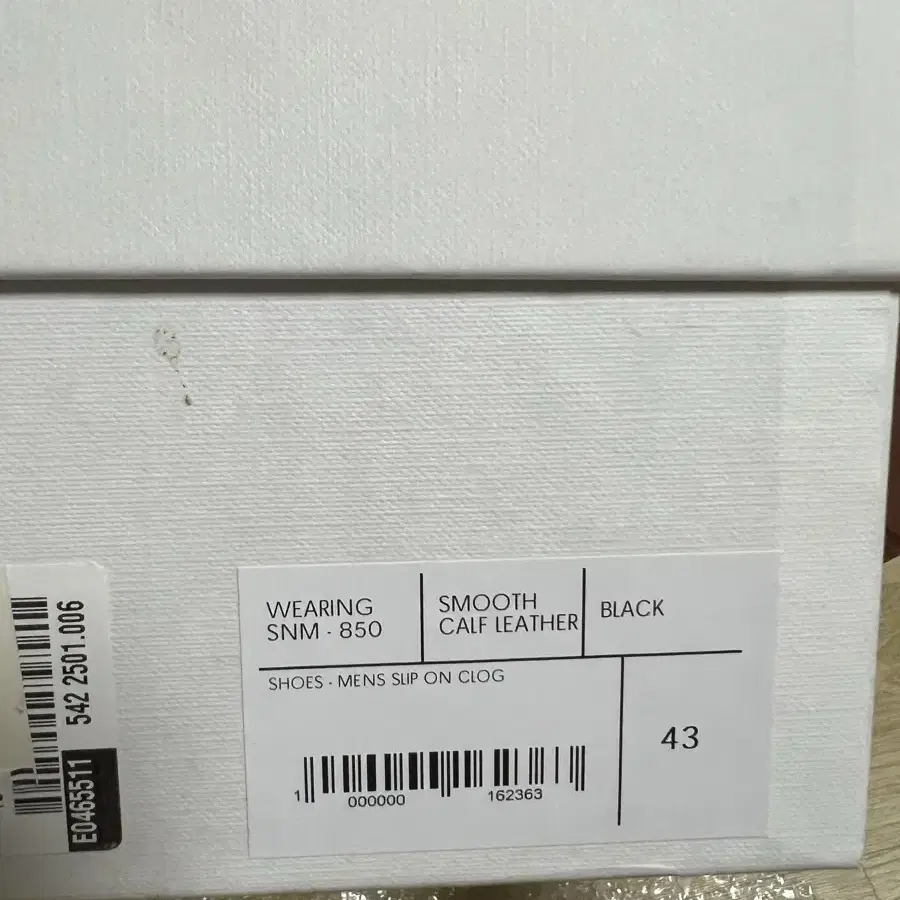 WEARING
SNM - 850
SMOOTH
CALF LEATHER
BLACK
SHOES - MENS SLIP ON CLOG
43
1 000000 162363
542 2501.006
E0465511